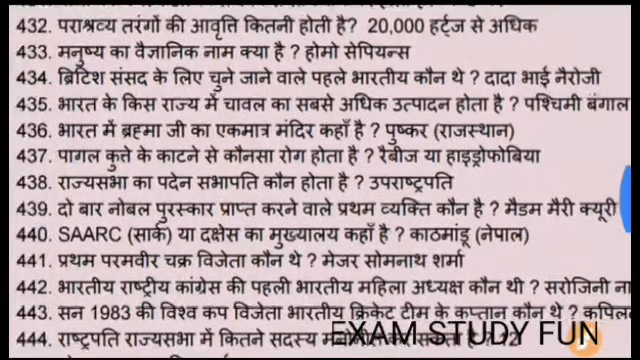 432. पराश्रव्य तरंगों की आवृत्ति कितनी होती है? 20,000 हर्ट्ज से अधिक
433. मनुष्य का वैज्ञानिक नाम क्या है ? होमो सेपियन्स
434. ब्रिटिश संसद के लिए चुने जाने वाले पहले भारतीय कौन थे ? दादा भाई नैरोजी
435. भारत के किस राज्य में चावल का सबसे अधिक उत्पादन होता है ? पश्चिमी बंगाल
436. भारत में ब्रह्मा जी का एकमात्र मंदिर कहाँ है ? पुष्कर (राजस्थान)
437. पागल कुत्ते के काटने से कौनसा रोग होता है ? रैबीज या हाइड्रोफोबिया
438. राज्यसभा का पदेन सभापति कौन होता है ? उपराष्ट्रपति
439. दो बार नोबल पुरस्कार प्राप्त करने वाले प्रथम व्यक्ति कौन है ? मैडम मैरी क्यूरी
440. SAARC (सार्क) या दक्षेस का मुख्यालय कहाँ है ? काठमांडू (नेपाल)
441. प्रथम परमवीर चक्र विजेता कौन थे ? मेजर सोमनाथ शर्मा
442. भारतीय राष्ट्रीय कांग्रेस की पहली भारतीय महिला अध्यक्ष कौन थी ? सरोजिनी ना
443. सन 1983 की विश्व कप विजेता भारतीय क्रिकेट टीम के कप्तान कौन थे ? कपिल
444. राष्ट्रपति राज्यसभा में कितने सदस्य है ? 12
EXAM STUDY FUN